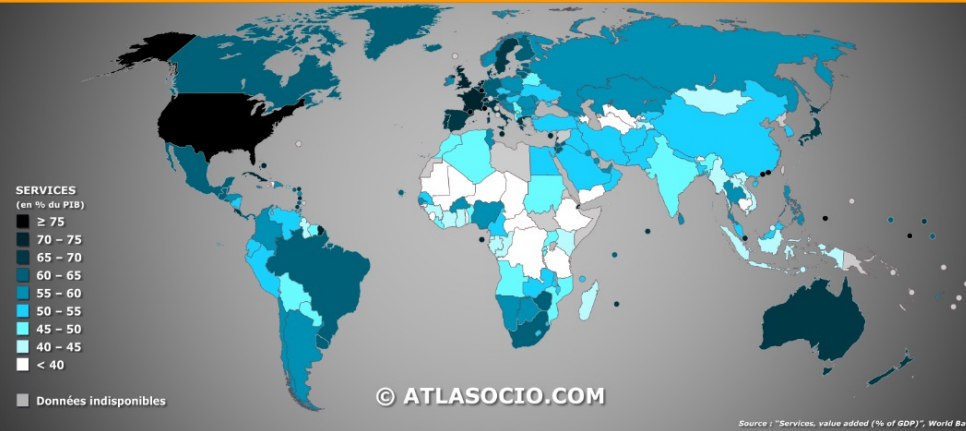 SERVICES
(en % du PIB)
≥ 75
70 – 75
65 – 70
60 – 65
55 – 60
50 – 55
45 – 50
40 – 45
< 40
Données indisponibles
© ATLASOCIO.COM
Source : "Services, value added (% of GDP)", World Ba